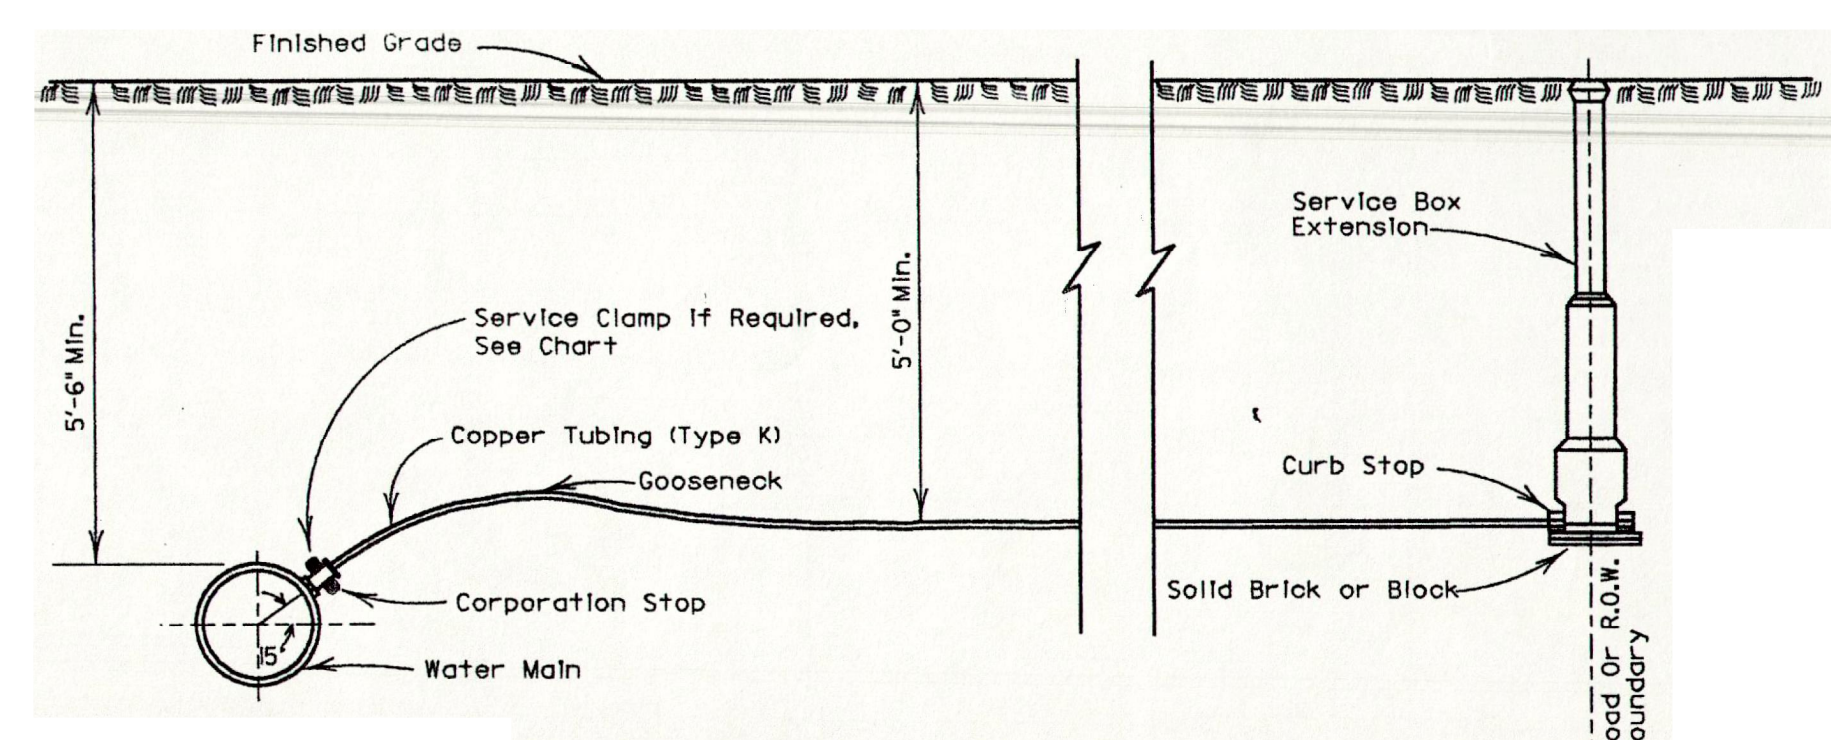 Finished Grade
Service Box
Extension
5'-6" Min.
Service Clamp If Required,
See Chart
5'-0" Min.
Copper Tubing (Type K)
Gooseneck
Curb Stop
Solid Brick or Block
Corporation Stop
15°
Water Main
oad Or R.O.W.
oundary